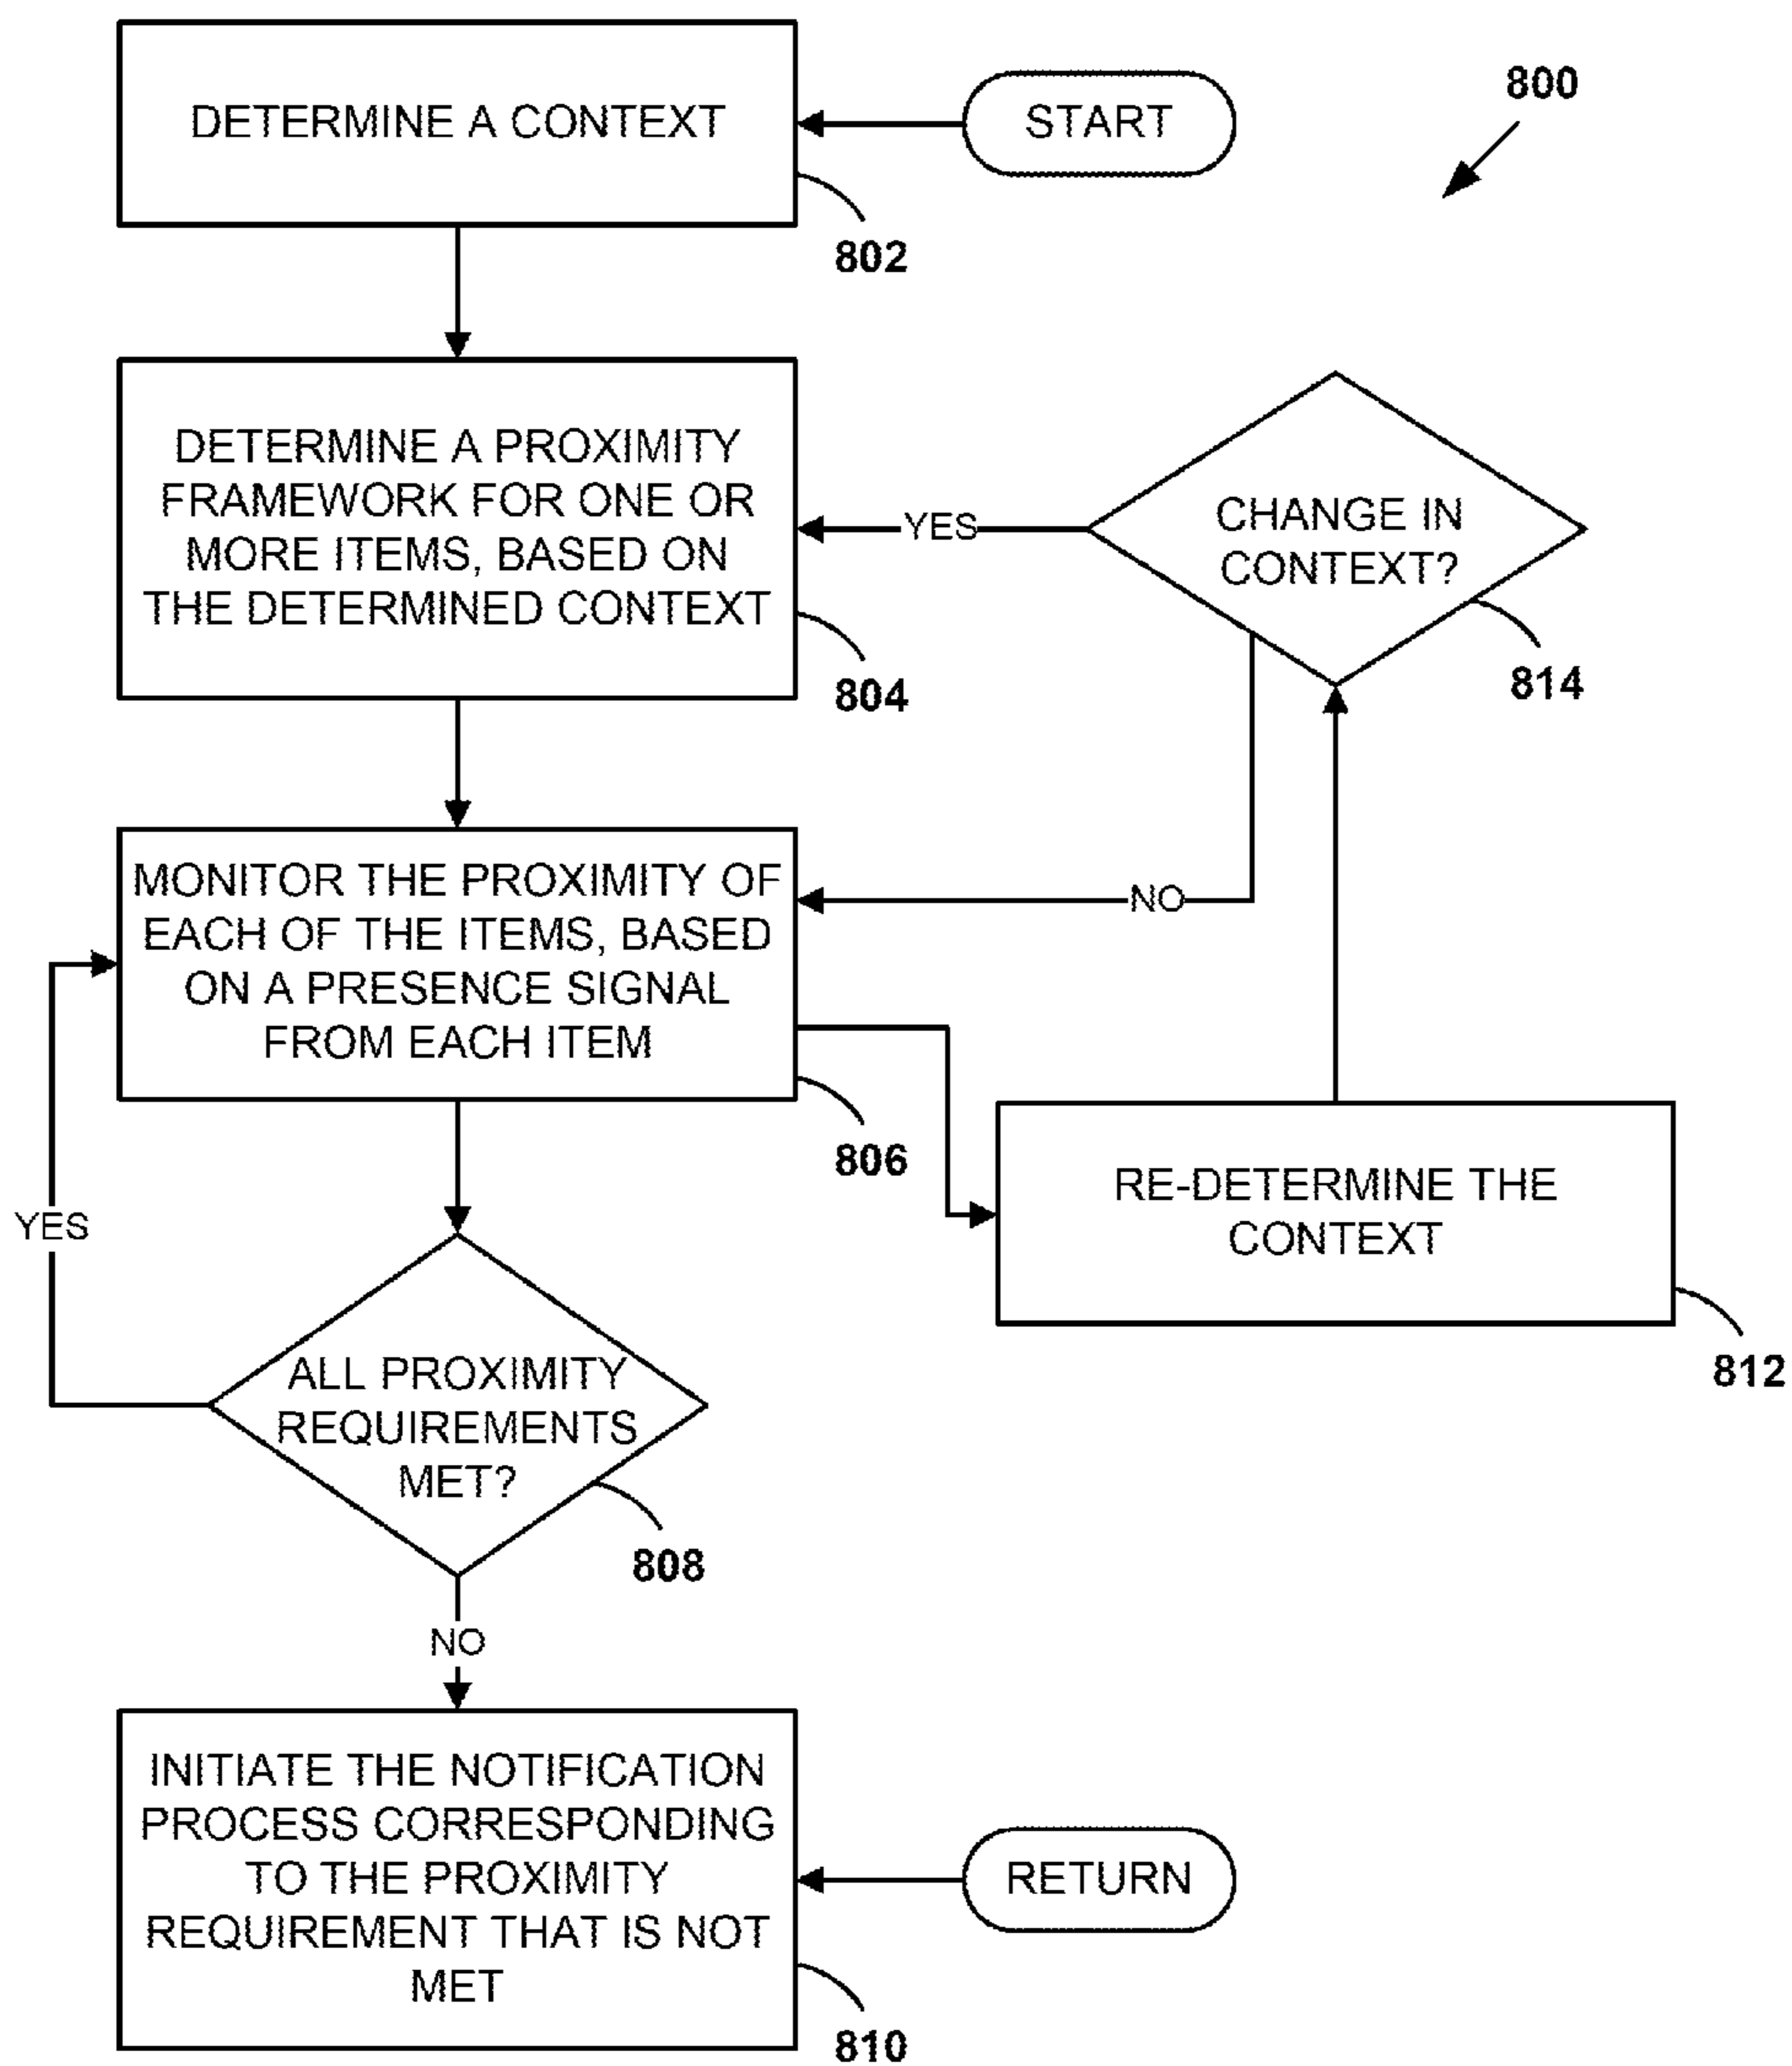 DETERMINE A CONTEXT
START
800
802
DETERMINE A PROXIMITY
FRAMEWORK FOR ONE OR
MORE ITEMS, BASED ON
THE DETERMINED CONTEXT
804
YES
CHANGE IN
CONTEXT?
814
MONITOR THE PROXIMITY OF
EACH OF THE ITEMS, BASED
ON A PRESENCE SIGNAL
FROM EACH ITEM
806
NO
RE-DETERMINE THE
CONTEXT
812
YES
ALL PROXIMITY
REQUIREMENTS
MET?
808
NO
INITIATE THE NOTIFICATION
PROCESS CORRESPONDING
TO THE PROXIMITY
REQUIREMENT THAT IS NOT
MET
810
RETURN